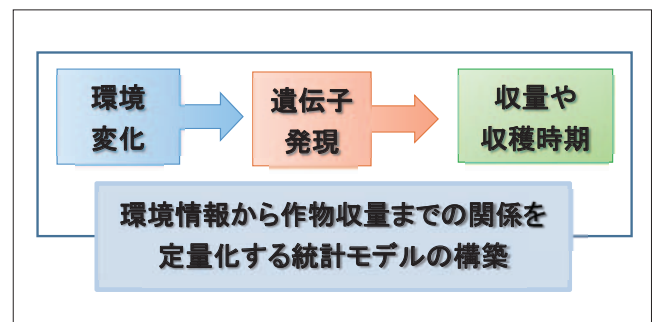 環境
変化
遺伝子
発現
収量や
収穫時期
環境情報から作物収量までの関係を
定量化する統計モデルの構築